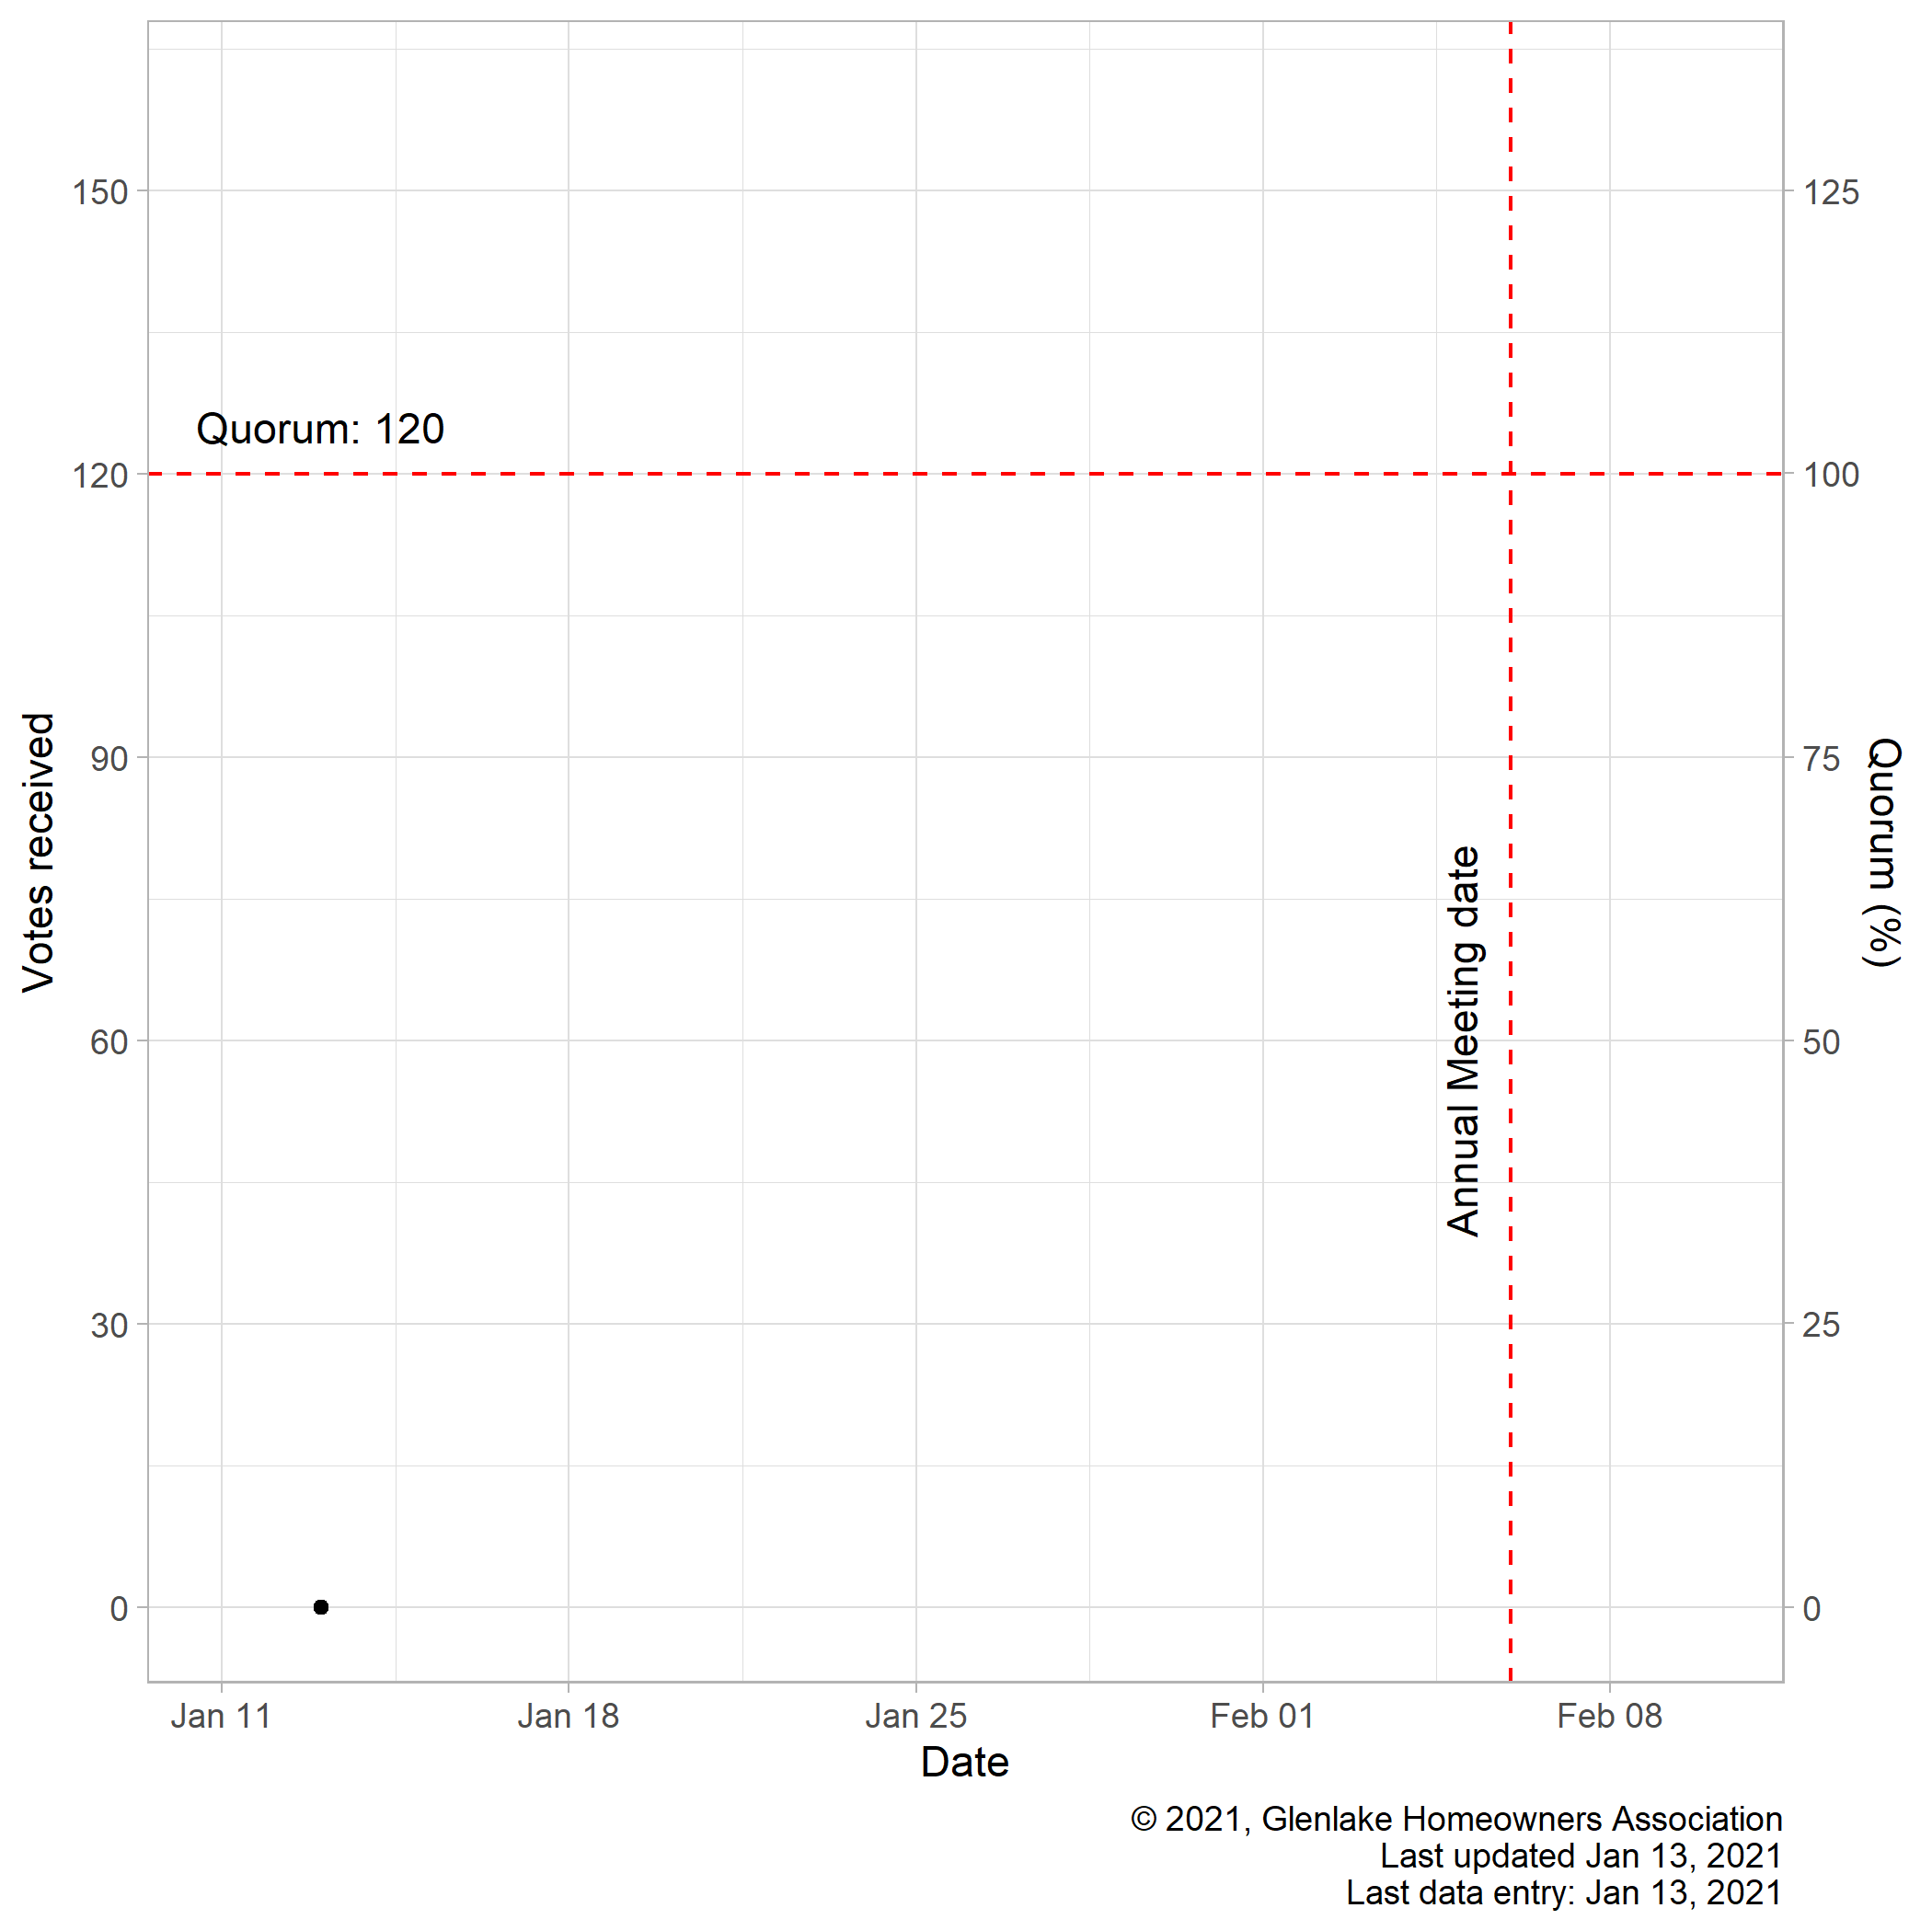 150
125
Quorum: 120
120
100
90
75
Votes received
Quorum (%)
Annual Meeting date
60
50
30
25
0
0
Jan 11
Jan 18
Jan 25
Feb 01
Feb 08
Date
© 2021, Glenlake Homeowners Association
Last updated Jan 13, 2021
Last data entry: Jan 13, 2021